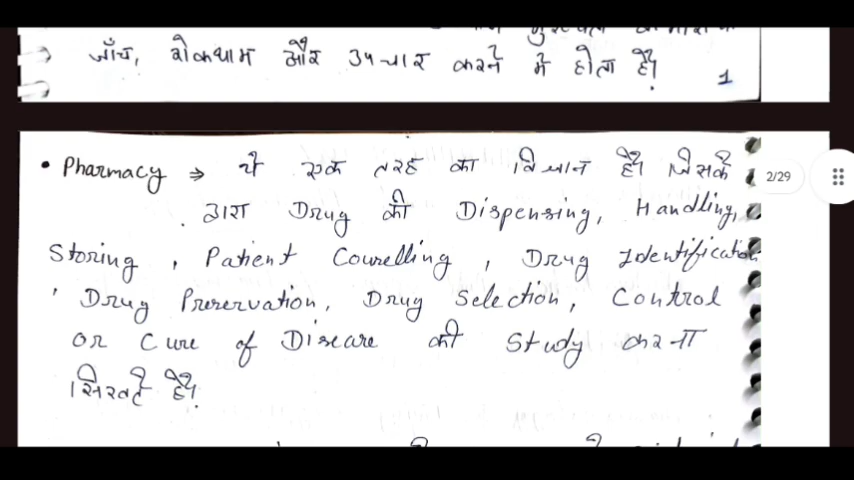 जाँच, रोकथाम और उपचार करने में होता है।
1
• Pharmacy ⇒ ये एक तरह का विज्ञान है। जिसके
2/29
द्वारा Drug की Dispensing, Handling,
Storing, Patient Counselling, Drug Identification
, Drug Preservation, Drug Selection, Control
or Cure of Disease की Study करना
सिखते है।